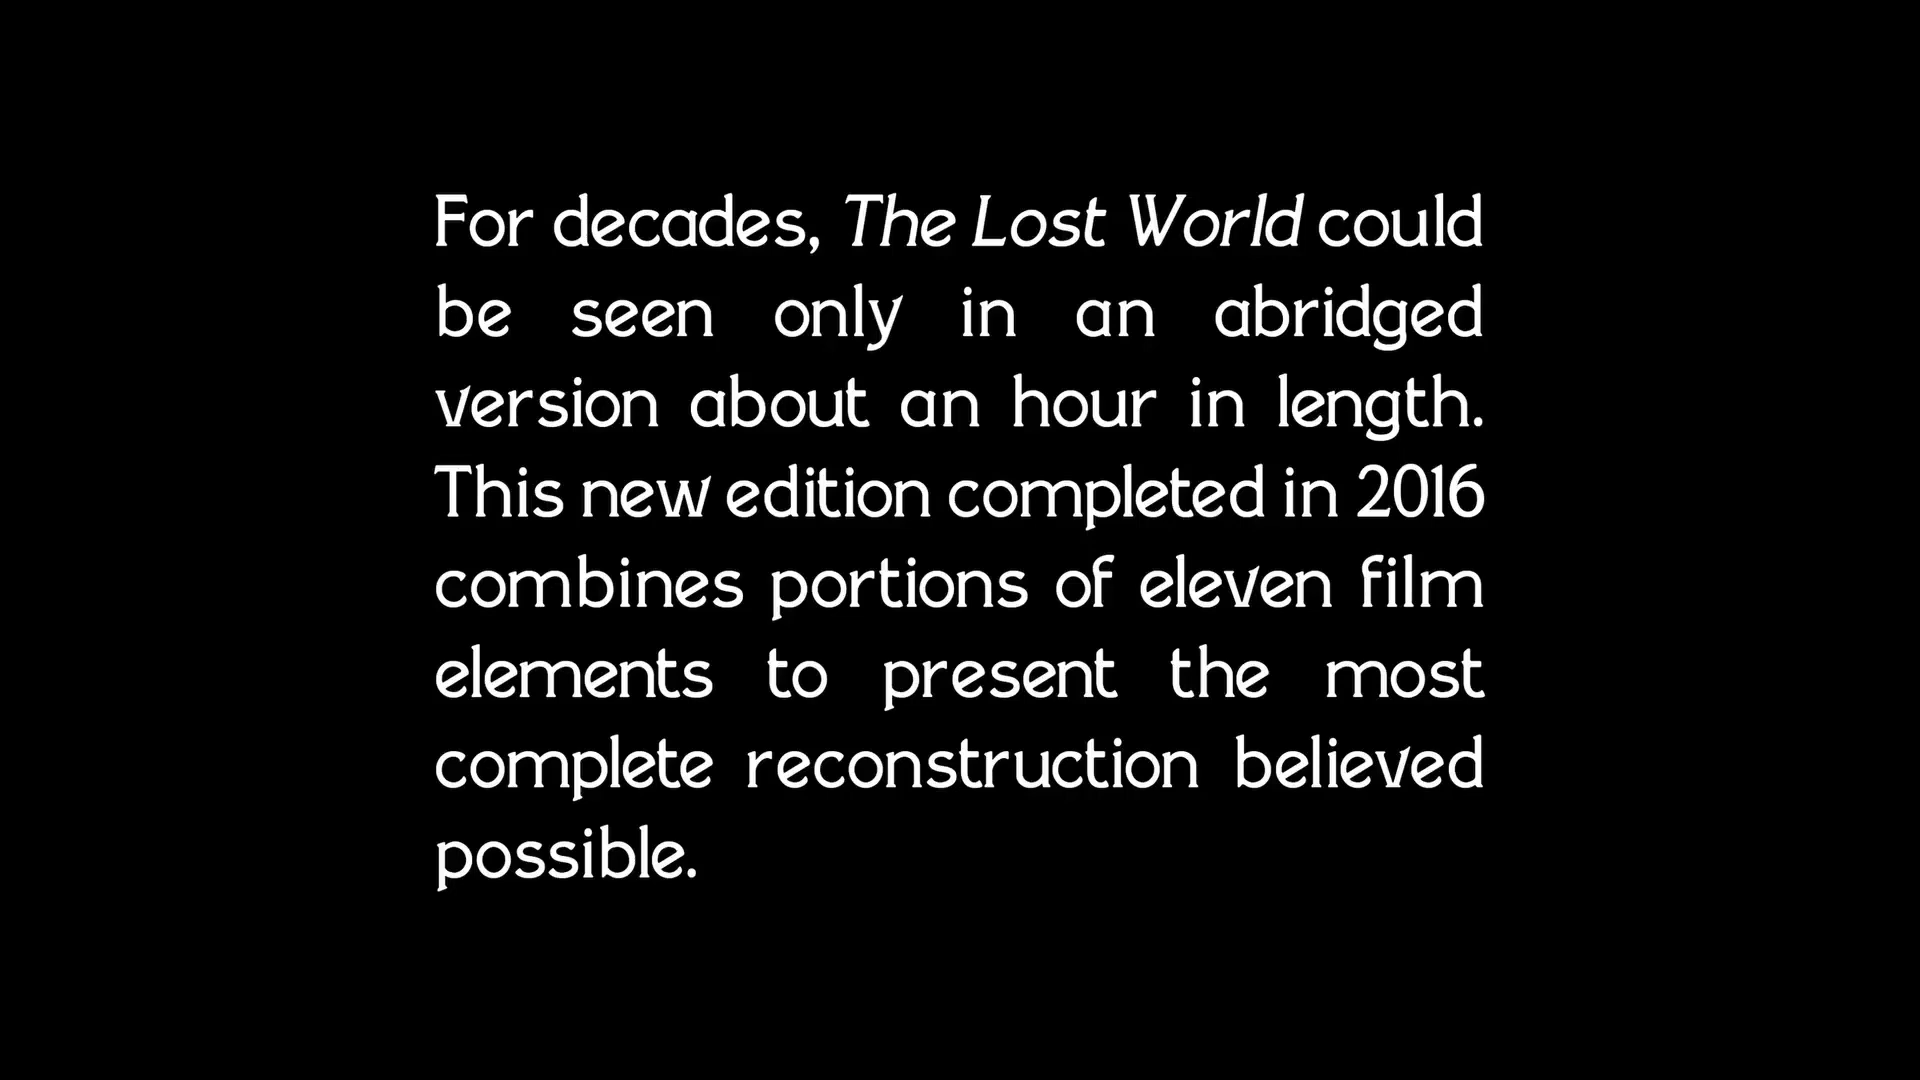 For decades, The Lost World could
be seen only in an abridged
version about an hour in length.
This new edition completed in 2016
combines portions of eleven film
elements to present the most
complete reconstruction believed
possible.